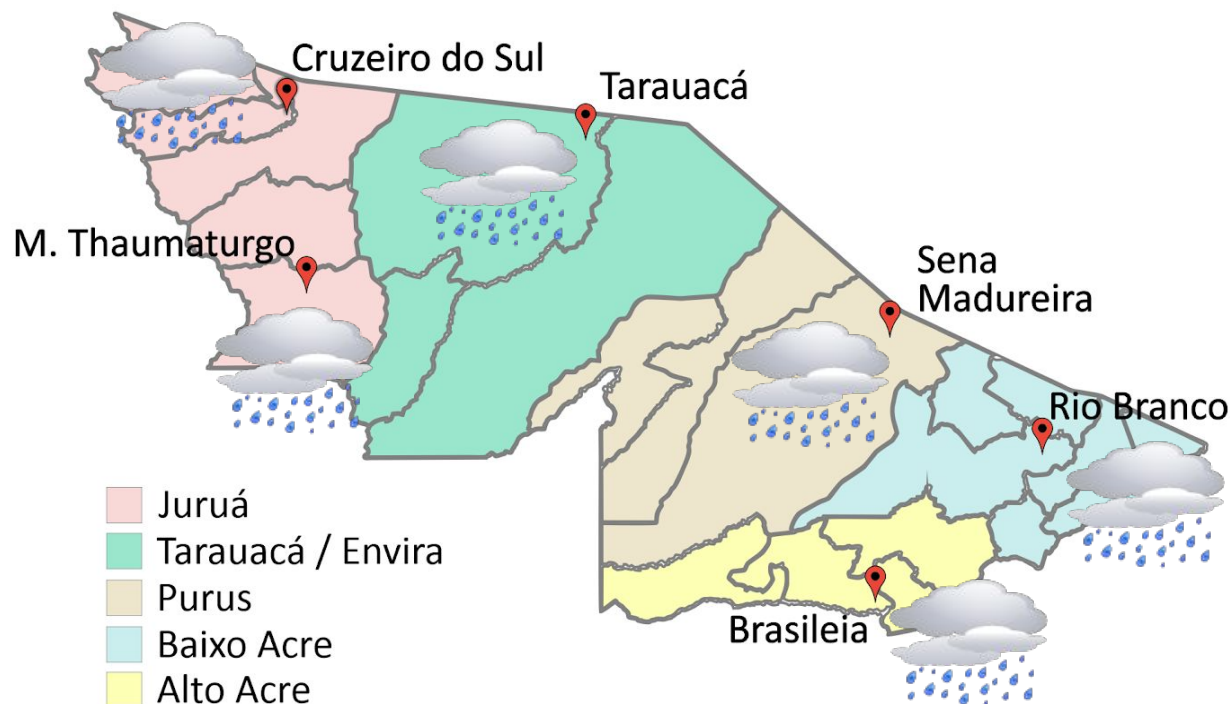 Cruzeiro do Sul
Tarauacá
M. Thaumaturgo
Sena
Madureira
Rio Branco
Brasileia
Juruá
Tarauacá / Envira
Purus
Baixo Acre
Alto Acre